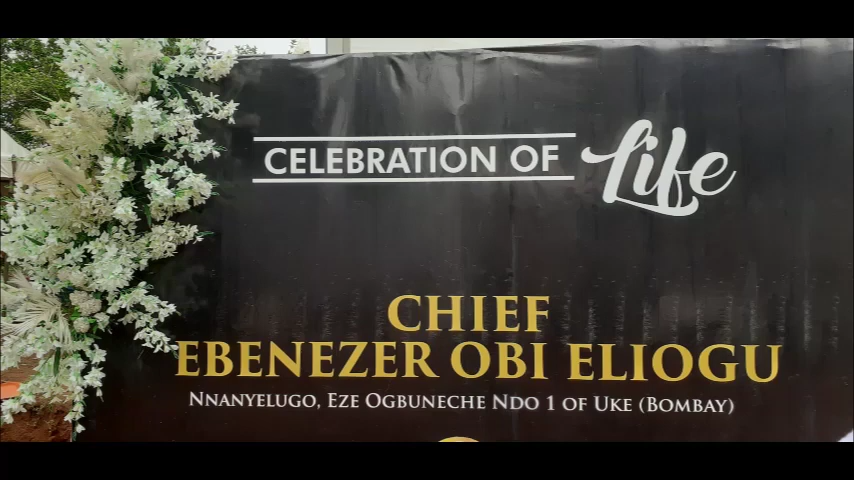 CELEBRATION OF Life
CHIEF
EBENEZER OBI ELIOGU
NNANYELUGO, EZE OGBUNECHE NDO 1 OF UKE (BOMBAY)